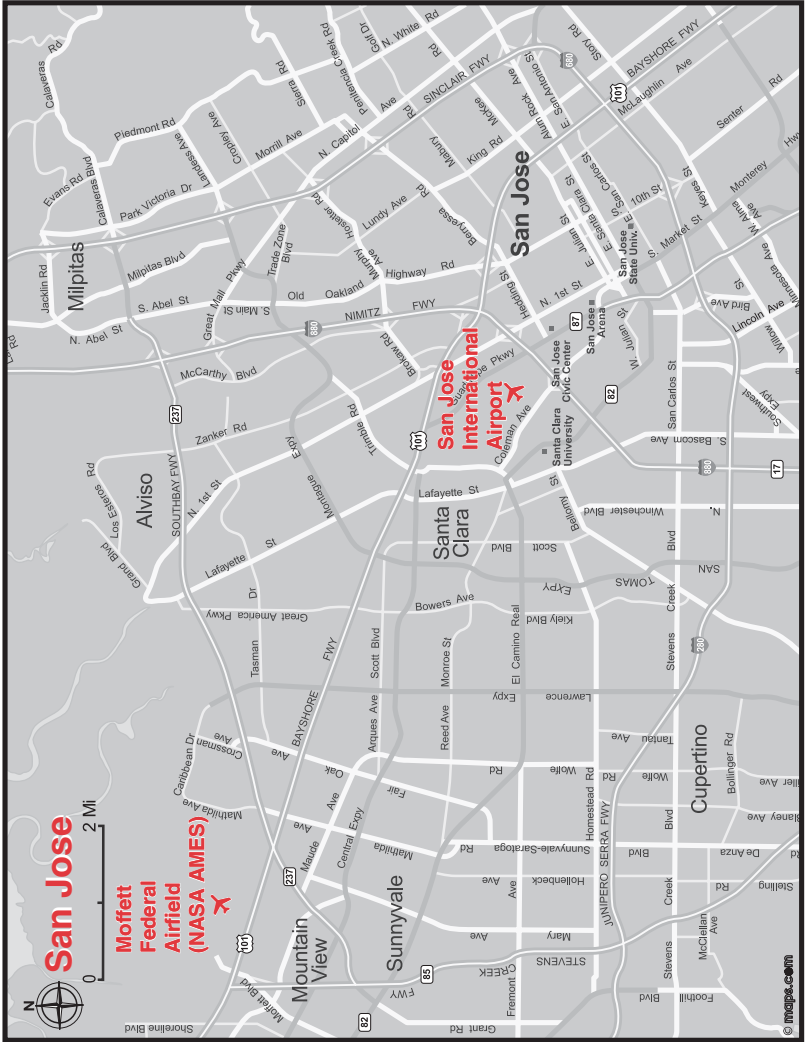 San Jose
0
2 Mi
N
Moffett
Federal
Airfield
(NASA AMES)
Caribbean Dr
Crossman
Ave
Mathilda Ave
Grand Blvd
Los Esteros Rd
Alviso
SOUTHBAY FWY
237
Zanker Rd
N. 1st St
McCarthy Blvd
Lafayette St
Great America Pkwy
Tasman Dr
Montague Expy
Trimble Rd
Brokaw Rd
Milpitas
Jacklin Rd
N. Abel St
S. Abel St
Milpitas Blvd
Great Mall Pkwy
S. Main St
Calaveras Blvd
Calaveras Rd
Evans Rd
Piedmont Rd
Park Victoria Dr
Landess Ave
Cropley Ave
Morrill Ave
Sierra Rd
Trade Zone
Blvd
Hostetter Rd
Lundy Ave
Murphy Ave
Old Oakland Highway Rd
NIMITZ FWY
880
N. Capitol Ave
Penitencia Creek Rd
Golf Dr
N. White Rd
SINCLAIR FWY
Berryessa Rd
Mabury Rd
Mckee Rd
King Rd
Alum Rock Ave
E. San Antonio St
Story Rd
680
BAYSHORE FWY
101
McLaughlin Ave
Senter Rd
Monterey Hwy
Keyes St
W. Alma Ave
Minnesota Ave
Willow St
Lincoln Ave
Bird Ave
Southwest Expy
San Jose
E. Julian St
E. Santa Clara St
E. San Carlos St
S. 10th St
S. Market St
San Jose
State Univ.
Hedding St
N. 1st St
87
San Jose
Arena
W. Julian St
San Jose
Civic Center
82
Guadalupe Pkwy
San Jose
International
Airport
Coleman Ave
Santa Clara
University
101
San Carlos St
S. Bascom Ave
880
17
N. Winchester Blvd
Bellomy St
Lafayette St
Santa
Clara
Scott Blvd
SAN TOMAS EXPY
Kiely Blvd
Bowers Ave
El Camino Real
Monroe St
Scott Blvd
Stevens Creek Blvd
280
BAYSHORE FWY
Lawrence Expy
Arques Ave
Reed Ave
Wolfe Rd
Wolfe Rd
Tantau Ave
Homestead Rd
Cupertino
Bollinger Rd
Fair Oak Ave
Maude Ave
Mathilda Ave
Central Expy
Sunnyvale-Saratoga Rd
De Anza Blvd
JUNIPERO SERRA FWY
Hollenbeck Ave
Stelling Rd
Stevens Creek Blvd
McClellan
Ave
237
Sunnyvale
Mary Ave
Mountain
View
101
Moffett Blvd
Shoreline Blvd
82
85
STEVENS CREEK FWY
Fremont Ave
Grant Rd
Foothill Blvd
© maps.com